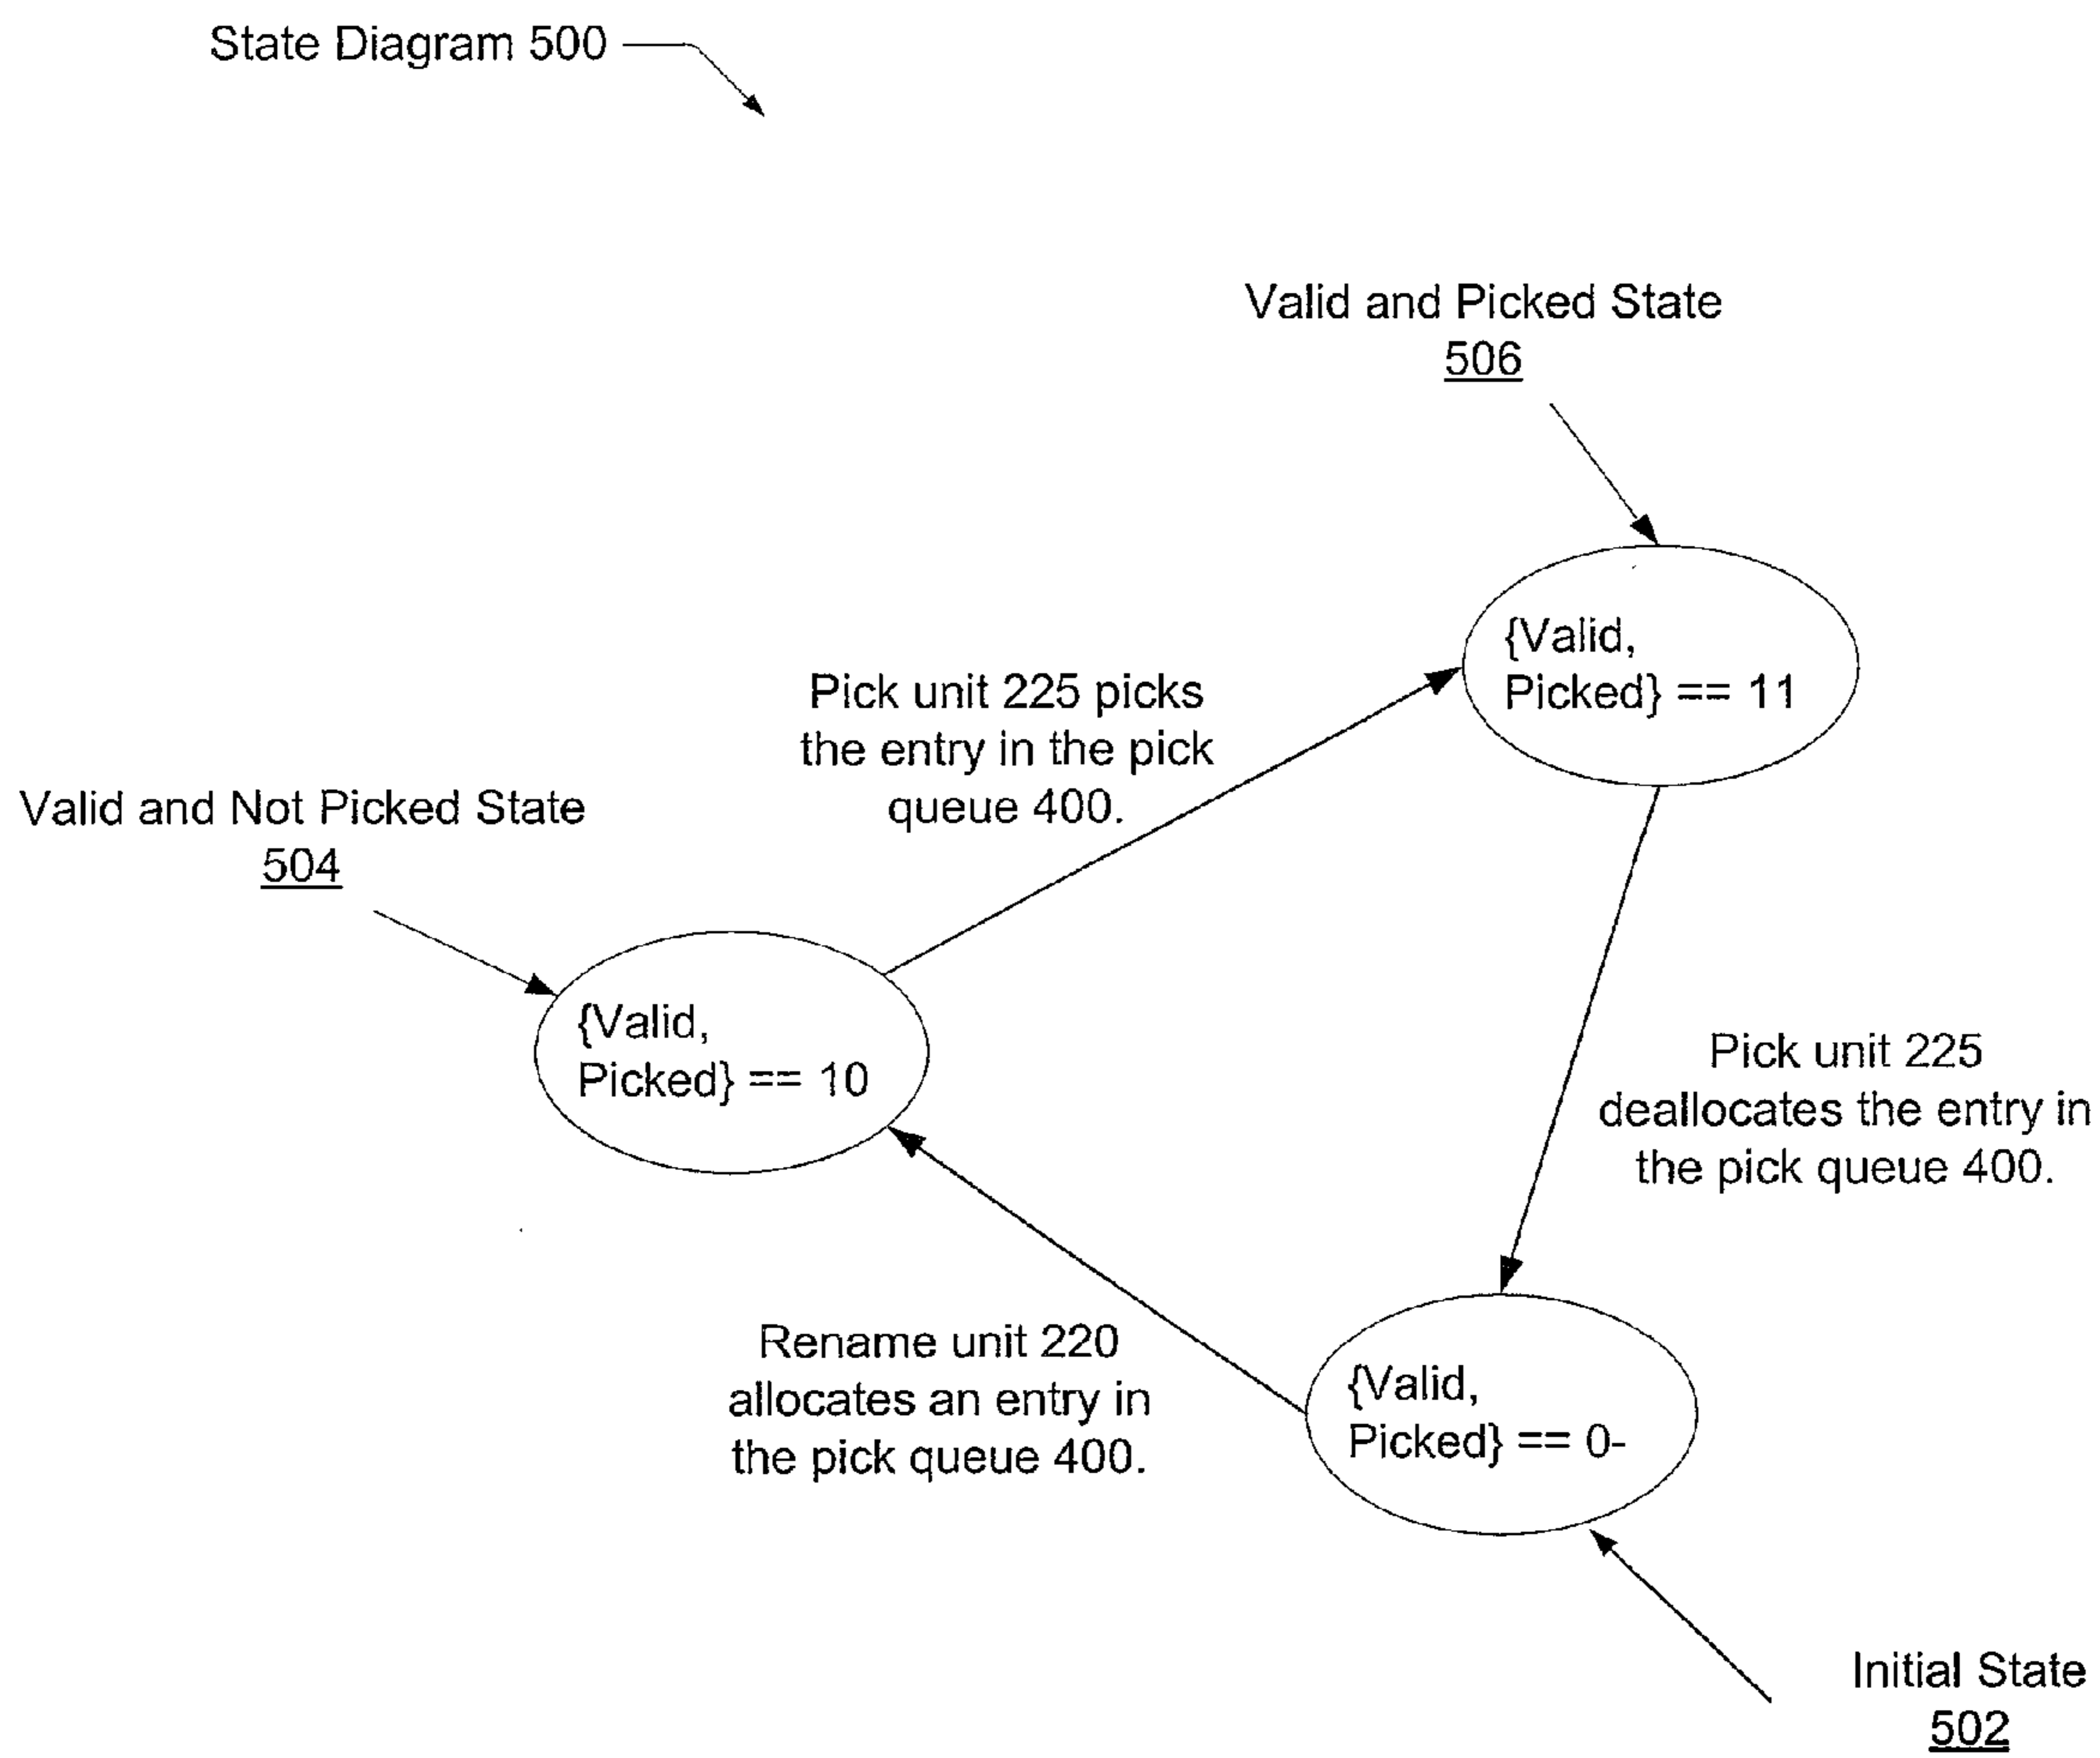 State Diagram 500
Valid and Picked State
506
{Valid,
Picked} == 11
Pick unit 225 picks
the entry in the pick
queue 400.
Valid and Not Picked State
504
{Valid,
Picked} == 10
Pick unit 225
deallocates the entry in
the pick queue 400.
Rename unit 220
allocates an entry in
the pick queue 400.
{Valid,
Picked} == 0-
Initial State
502